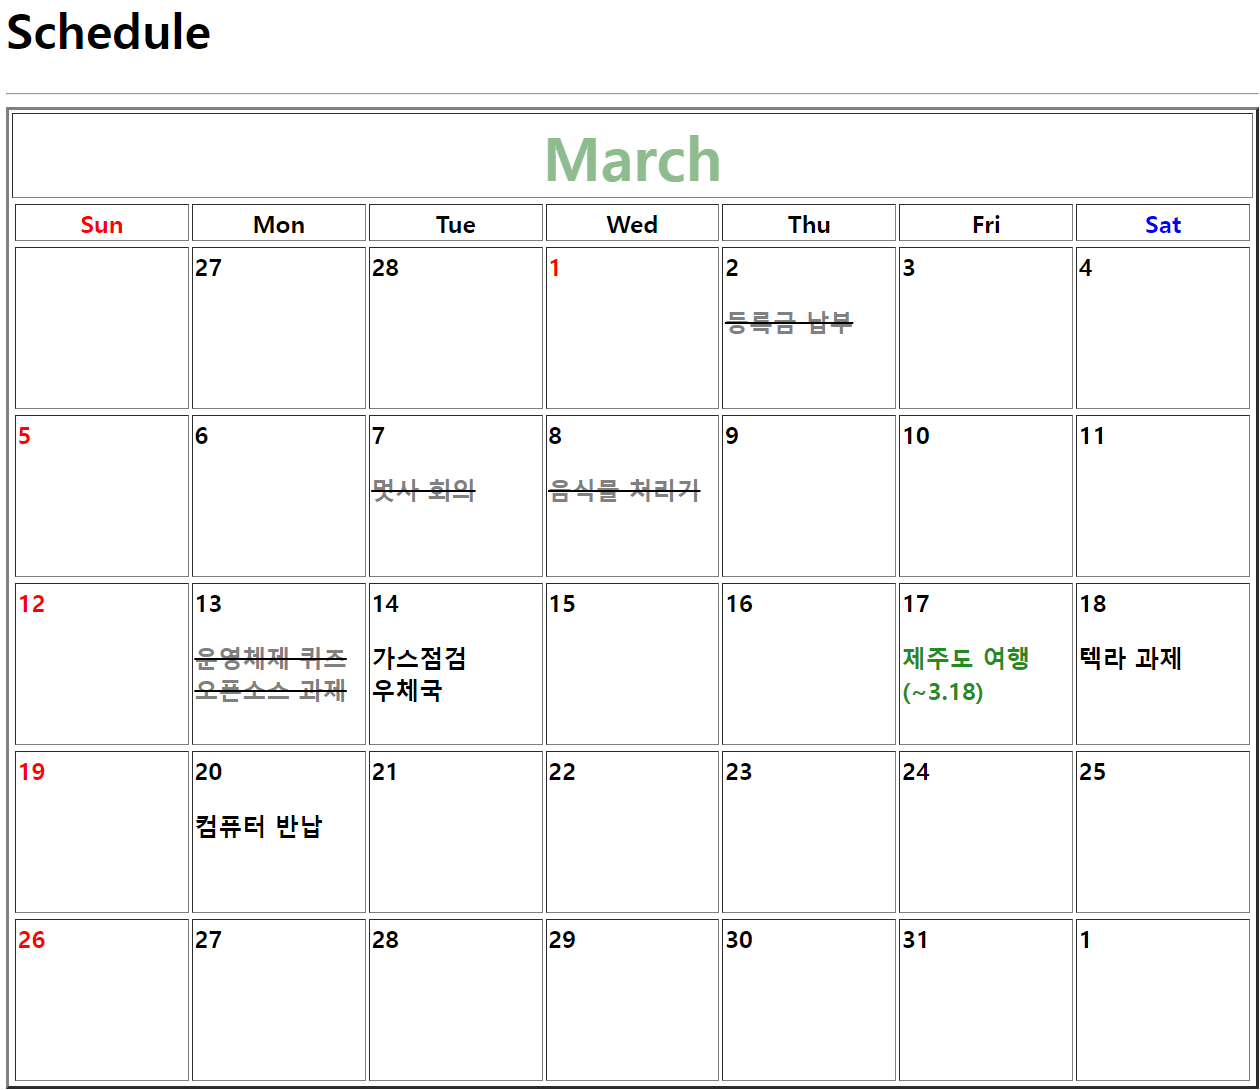 Schedule
March
Sun Mon Tue Wed Thu Fri Sat
27 28 1 2 3 4
등록금 납부
5 6 7 8 9 10 11
멋사 회의 음식물 처리기
12 13 14 15 16 17 18
운영체제 퀴즈 가스점검 제주도 여행 텍라 과제
오픈소스 과제 우체국 (~3.18)
19 20 21 22 23 24 25
컴퓨터 반납
26 27 28 29 30 31 1